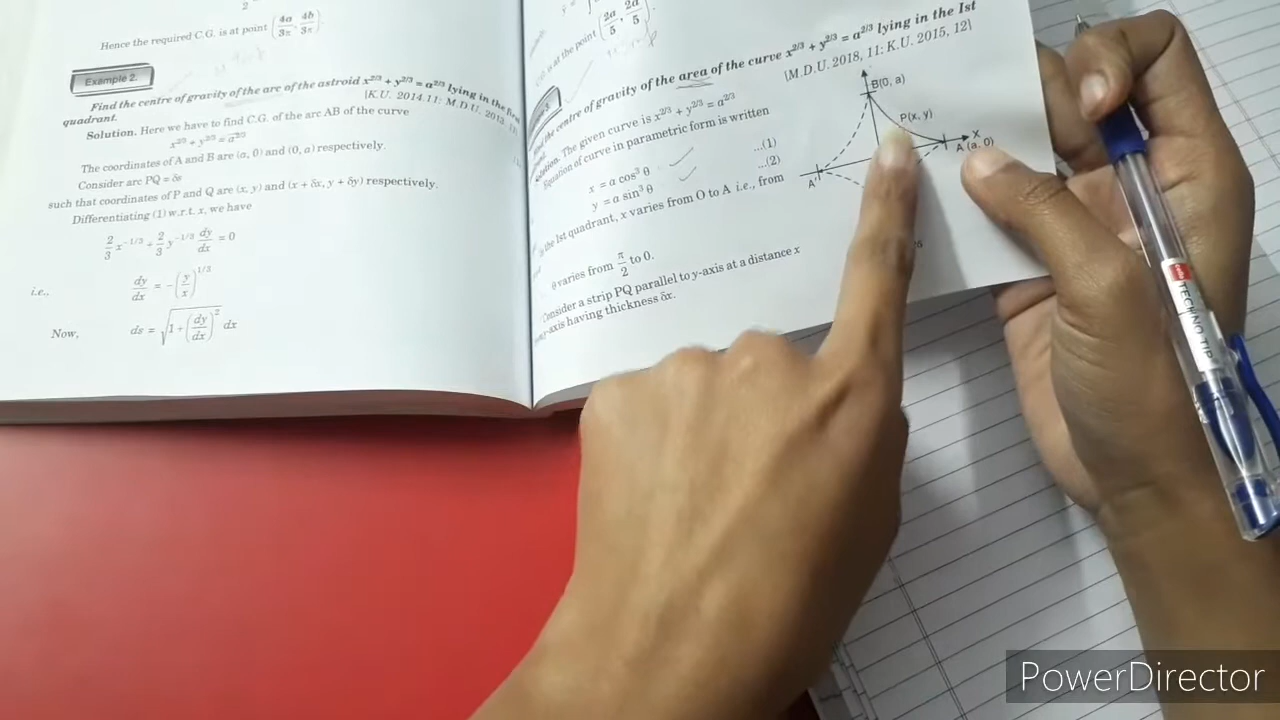 2
Hence the required C.G. is at point (4a/3π, 4b/3π).
Example 2.
Find the centre of gravity of the arc of the astroid x^2/3 + y^2/3 = a^2/3 lying in the first
quadrant.
[K.U. 2014, 11; M.D.U. 2013,
Solution. Here we have to find C.G. of the arc AB of the curve
x^2/3 + y^2/3 = a^2/3
The coordinates of A and B are (a, 0) and (0, a) respectively.
Consider arc PQ = δs
such that coordinates of P and Q are (x, y) and (x + δx, y + δy) respectively.
Differentiating (1) w.r.t. x, we have
2/3 x^-1/3 + 2/3 y^-1/3 dy/dx = 0
i.e., dy/dx = -(y/x)^1/3
Now, ds = √(1 + (dy/dx)^2) dx
is at the point (2a/5, 2a/5).
the centre of gravity of the area of the curve x^2/3 + y^2/3 = a^2/3 lying in the Ist
[M.D.U. 2018, 11; K.U. 2015, 12]
Solution. The given curve is x^2/3 + y^2/3 = a^2/3
Equation of curve in parametric form is written
x = a cos^3 θ ...(1)
y = a sin^3 θ ...(2)
the Ist quadrant, x varies from O to A i.e., from
θ varies from π/2 to 0.
Consider a strip PQ parallel to y-axis at a distance x
y-axis having thickness δx.
B(0, a)
P(x, y)
X
A (a, 0)
A'
cello
TECHNO TIP
PowerDirector